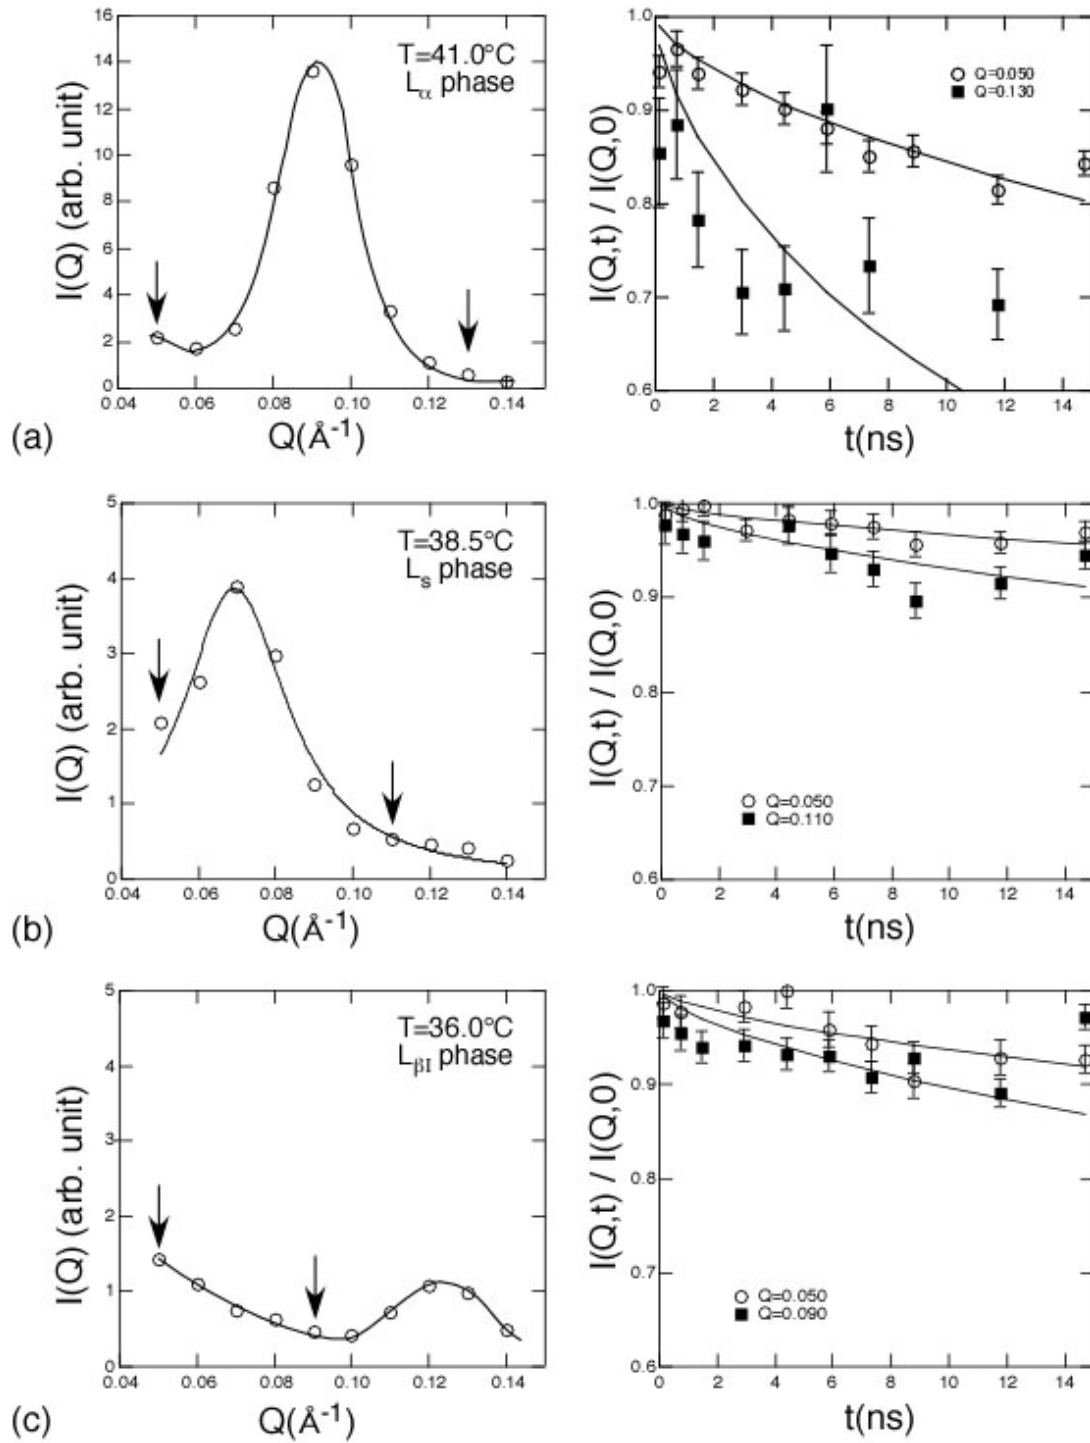 16
14
12
10
8
6
4
2
0
0.04 0.06 0.08 0.10 0.12 0.14
I(Q) (arb. unit)
Q(Å⁻¹)
T=41.0°C
Lα phase
(a)
1.0
0.9
0.8
0.7
0.6
0 2 4 6 8 10 12 14
I(Q,t) / I(Q,0)
t(ns)
Q=0.050
Q=0.130
5
4
3
2
1
0
0.04 0.06 0.08 0.10 0.12 0.14
I(Q) (arb. unit)
Q(Å⁻¹)
T=38.5°C
Ls phase
(b)
1.0
0.9
0.8
0.7
0.6
0 2 4 6 8 10 12 14
I(Q,t) / I(Q,0)
t(ns)
Q=0.050
Q=0.110
5
4
3
2
1
0
0.04 0.06 0.08 0.10 0.12 0.14
I(Q) (arb. unit)
Q(Å⁻¹)
T=36.0°C
LβI phase
(c)
1.0
0.9
0.8
0.7
0.6
0 2 4 6 8 10 12 14
I(Q,t) / I(Q,0)
t(ns)
Q=0.050
Q=0.090